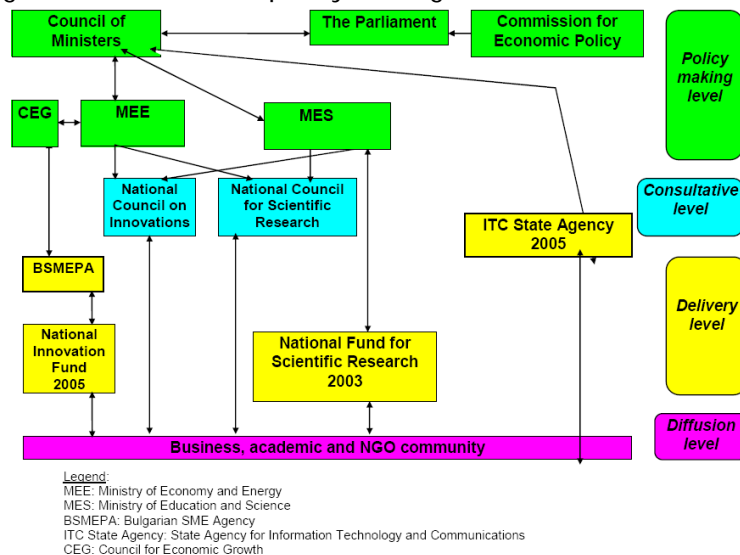 Council of
Ministers
The Parliament
Commission for
Economic Policy
Policy
making
level
CEG
MEE
MES
National
Council on
Innovations
National Council
for Scientific
Research
Consultative
level
ITC State Agency
2005
BSMEPA
Delivery
level
National
Innovation
Fund
2005
National Fund for
Scientific Research
2003
Diffusion
level
Business, academic and NGO community
Legend:
MEE: Ministry of Economy and Energy
MES: Ministry of Education and Science
BSMEPA: Bulgarian SME Agency
ITC State Agency: State Agency for Information Technology and Communications
CEG: Council for Economic Growth